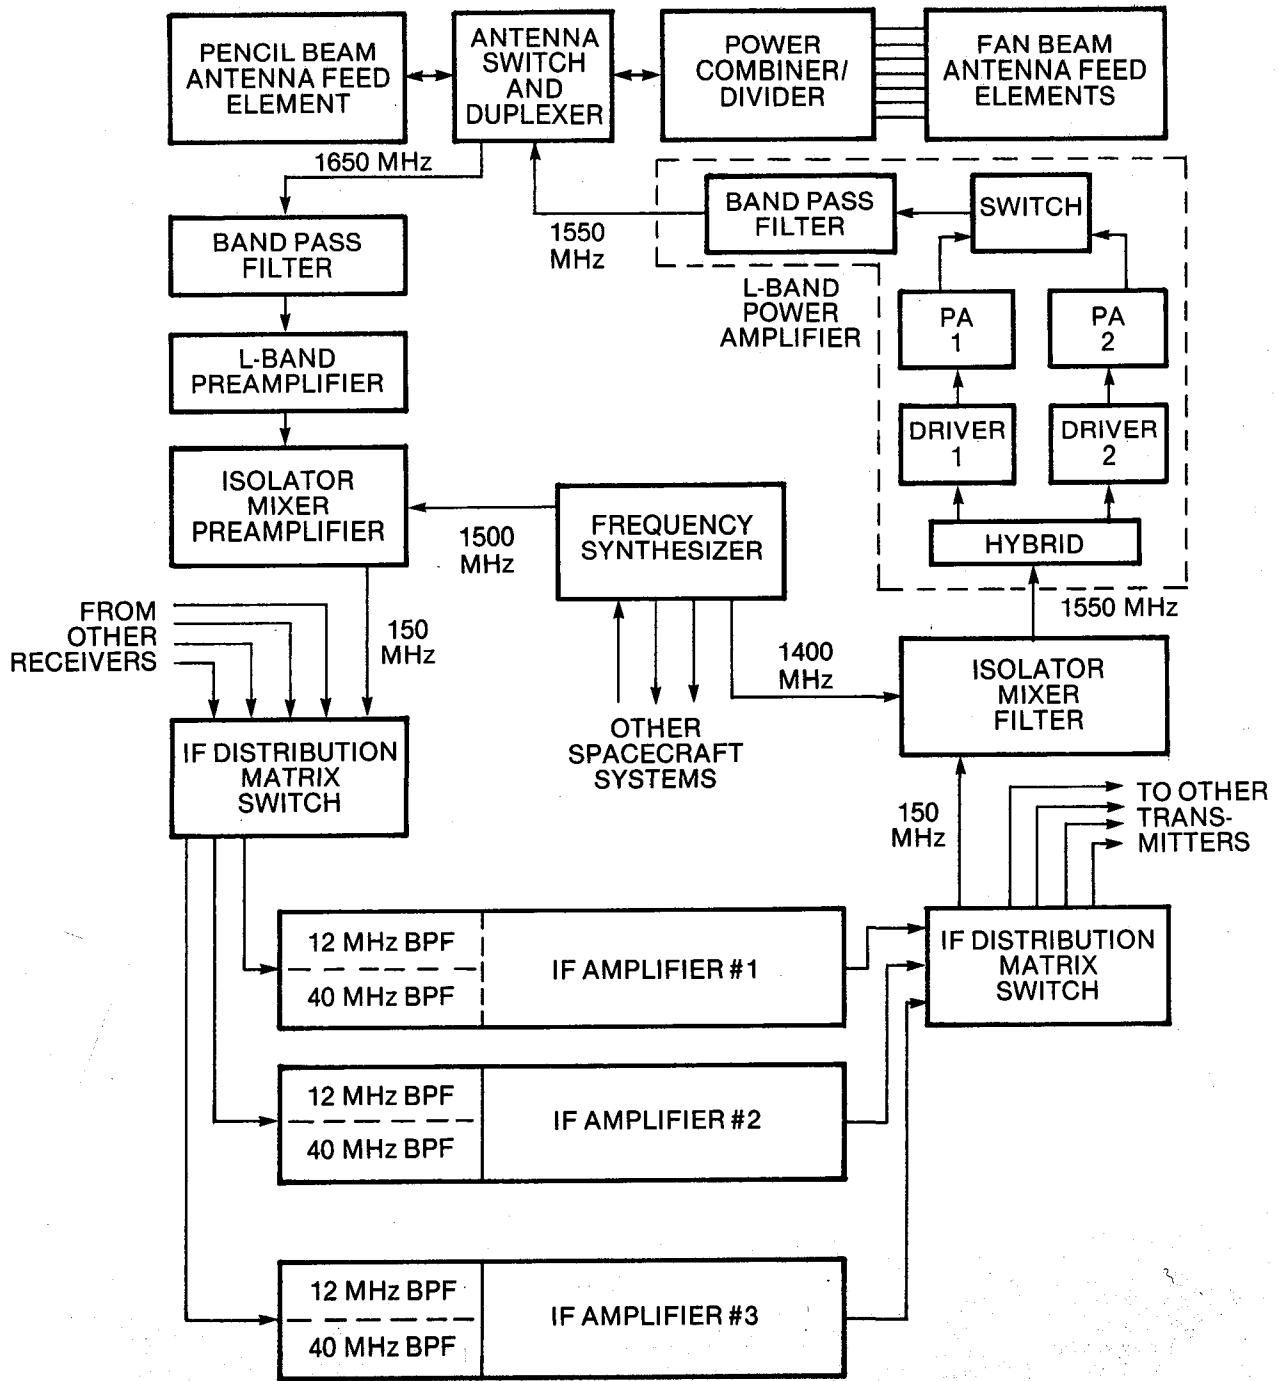 PENCIL BEAM
ANTENNA FEED
ELEMENT
ANTENNA
SWITCH
AND
DUPLEXER
POWER
COMBINER/
DIVIDER
FAN BEAM
ANTENNA FEED
ELEMENTS
1650 MHz
BAND PASS
FILTER
1550
MHz
BAND PASS
FILTER
SWITCH
L-BAND
POWER
AMPLIFIER
PA
1
PA
2
L-BAND
PREAMPLIFIER
DRIVER
1
DRIVER
2
ISOLATOR
MIXER
PREAMPLIFIER
1500
MHz
FREQUENCY
SYNTHESIZER
HYBRID
1550 MHz
FROM
OTHER
RECEIVERS
150
MHz
1400
MHz
ISOLATOR
MIXER
FILTER
OTHER
SPACECRAFT
SYSTEMS
IF DISTRIBUTION
MATRIX
SWITCH
150
MHz
TO OTHER
TRANS-
MITTERS
12 MHz BPF
40 MHz BPF
IF AMPLIFIER #1
IF DISTRIBUTION
MATRIX
SWITCH
12 MHz BPF
40 MHz BPF
IF AMPLIFIER #2
12 MHz BPF
40 MHz BPF
IF AMPLIFIER #3